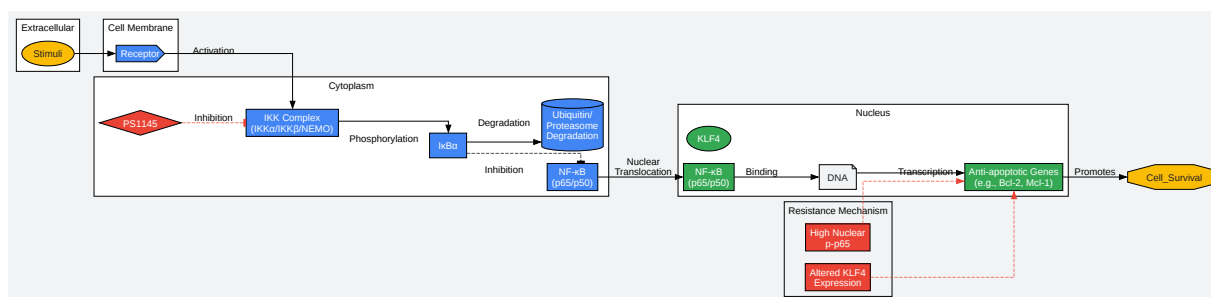 Extracellular
Stimuli
Cell Membrane
Receptor
Activation
Cytoplasm
PS1145
Inhibition
IKK Complex
(IKKα/IKKβ/NEMO)
Phosphorylation
IκBα
Degradation
Ubiquitin/
Proteasome
Degradation
Inhibition
NF-κB
(p65/p50)
Nuclear
Translocation
Nucleus
KLF4
NF-κB
(p65/p50)
Binding
DNA
Transcription
Anti-apoptotic Genes
(e.g., Bcl-2, Mcl-1)
Promotes
Cell_Survival
Resistance Mechanism
High Nuclear
p-p65
Altered KLF4
Expression